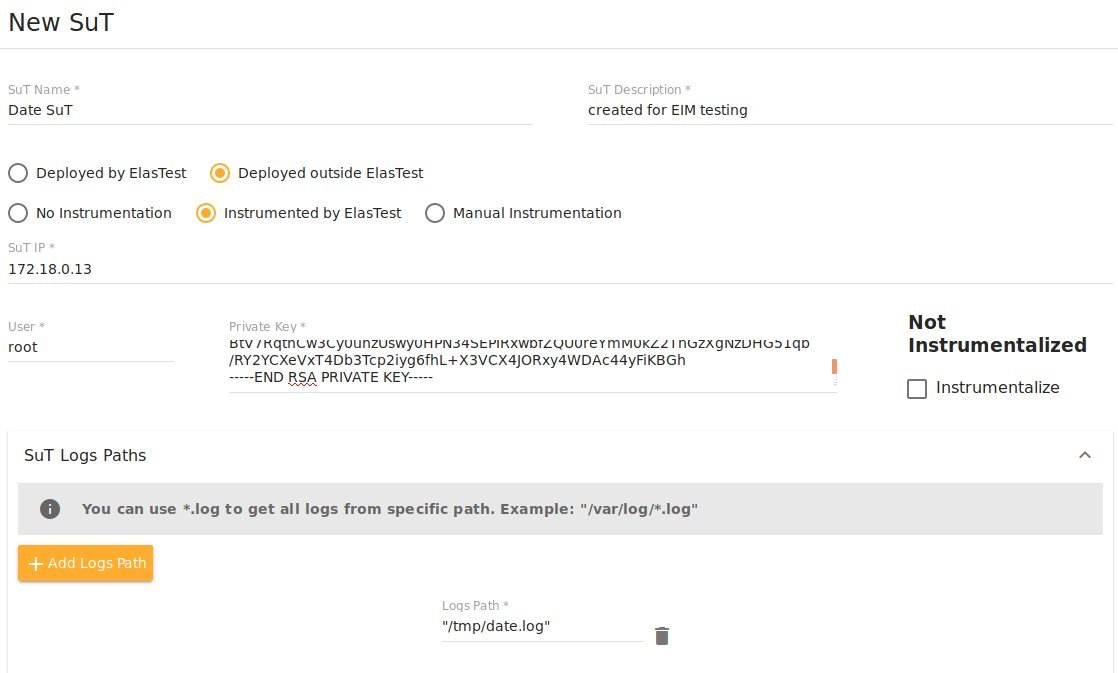 New SuT
SuT Name *
SuT Description *
Date SuT
created for EIM testing
Deployed by ElasTest
Deployed outside ElasTest
No Instrumentation
Instrumented by ElasTest
Manual Instrumentation
SuT IP *
172.18.0.13
User *
root
Private Key *
/RY2YCXeVxT4Db3Tcp2iyg6fhL+X3VCX4JORxy4WDAc44yFiKBGh
-----END RSA PRIVATE KEY-----
Not
Instrumentalized
Instrumentalize
SuT Logs Paths
You can use *.log to get all logs from specific path. Example: "/var/log/*.log"
Add Logs Path
Logs Path *
"/tmp/date.log"